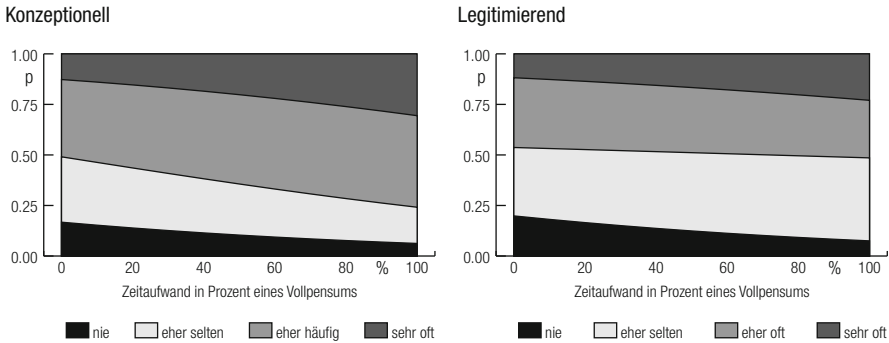 Konzeptionell
1.00
p
0.75
0.50
0.25
0.00
0 20 40 60 80 % 100
Zeitaufwand in Prozent eines Vollpensums
nie eher selten eher häufig sehr oft
Legitimierend
1.00
p
0.75
0.50
0.25
0.00
0 20 40 60 80 % 100
Zeitaufwand in Prozent eines Vollpensums
nie eher selten eher oft sehr oft